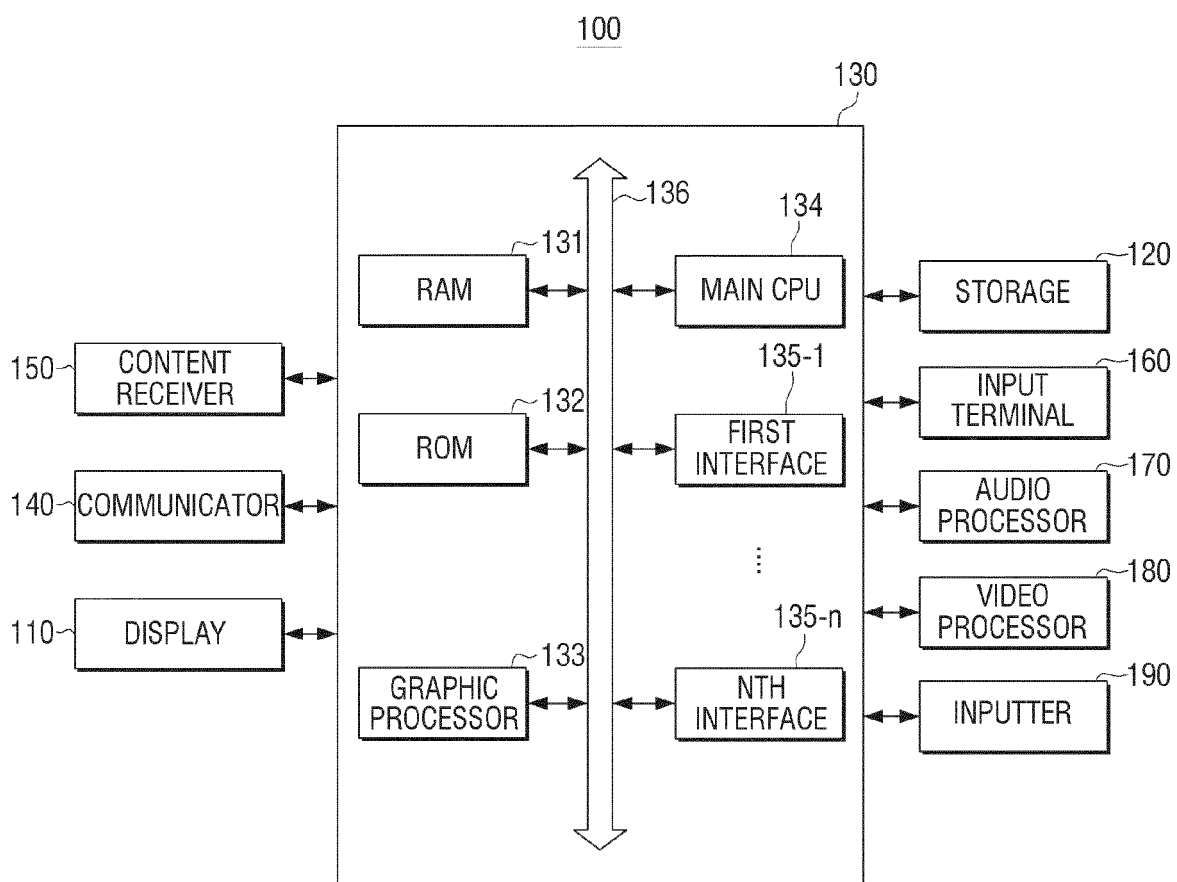 100
130
136
134
131
120
RAM
MAIN CPU
STORAGE
135-1
160
150
CONTENT
RECEIVER
INPUT
TERMINAL
132
ROM
FIRST
INTERFACE
170
140
COMMUNICATOR
AUDIO
PROCESSOR
180
110
DISPLAY
VIDEO
PROCESSOR
135-n
133
190
GRAPHIC
PROCESSOR
NTH
INTERFACE
INPUTTER